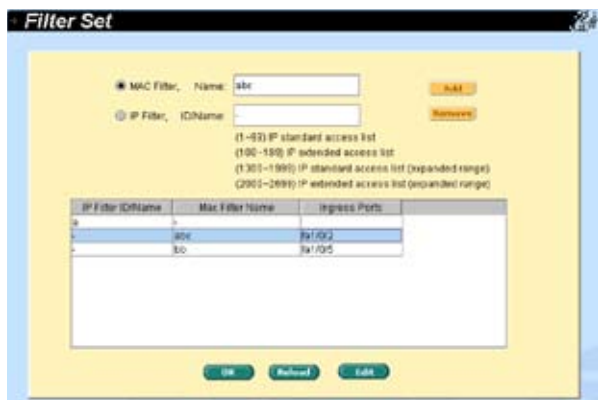 Filter Set
MAC Filter, Name: abc Add
IP Filter, ID/Name: - Remove
(1~99) IP standard access list
(100~199) IP extended access list
(1300~1999) IP standard access list (expanded range)
(2000~2699) IP extended access list (expanded range)
IP Filter ID/Name Mac Filter Name Ingress Ports
a -
- abc fa1/0/2
- bb fa1/0/5
OK Reload Edit